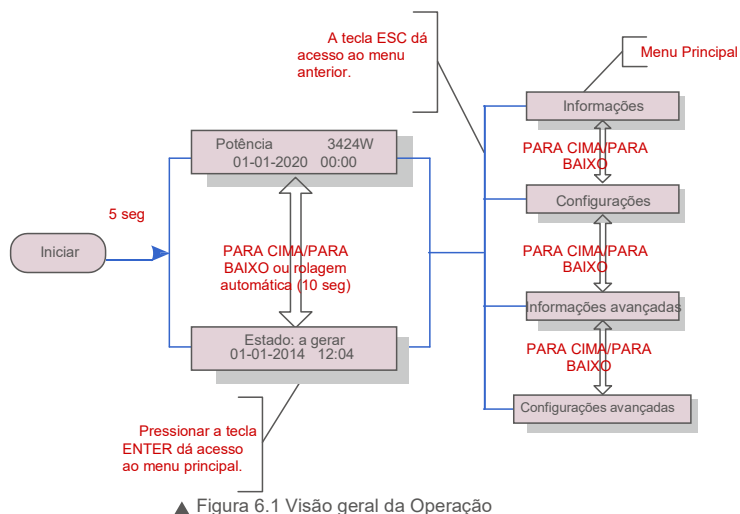 A tecla ESC dá
acesso ao menu
anterior.
Menu Principal
Informações
Potência 3424W
01-01-2020 00:00
PARA CIMA/PARA
BAIXO
Configurações
5 seg
Iniciar
PARA CIMA/PARA
BAIXO ou rolagem
automática (10 seg)
PARA CIMA/PARA
BAIXO
Informações avançadas
Estado: a gerar
01-01-2014 12:04
PARA CIMA/PARA
BAIXO
Configurações avançadas
Pressionar a tecla
ENTER dá acesso
ao menu principal.
▲ Figura 6.1 Visão geral da Operação